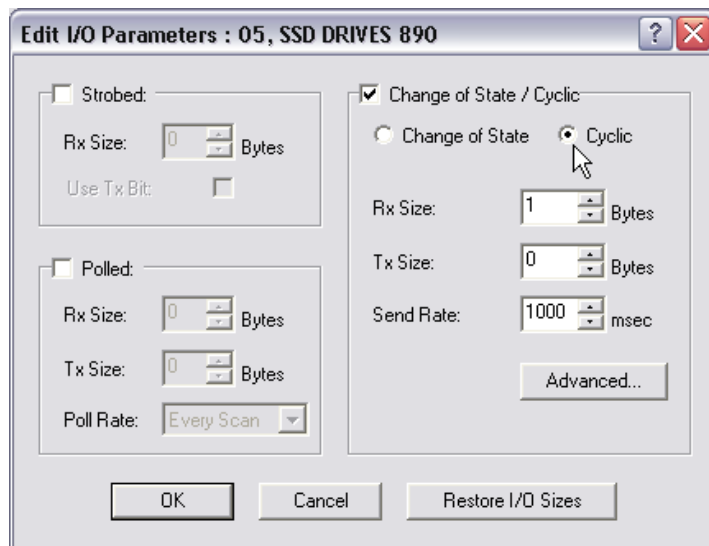 Edit I/O Parameters : 05, SSD DRIVES 890
?
Strobed:
Rx Size: 0 Bytes
Use Tx Bit:
Polled:
Rx Size: 0 Bytes
Tx Size: 0 Bytes
Poll Rate: Every Scan
Change of State / Cyclic
Change of State Cyclic
Rx Size: 1 Bytes
Tx Size: 0 Bytes
Send Rate: 1000 msec
Advanced...
OK Cancel Restore I/O Sizes